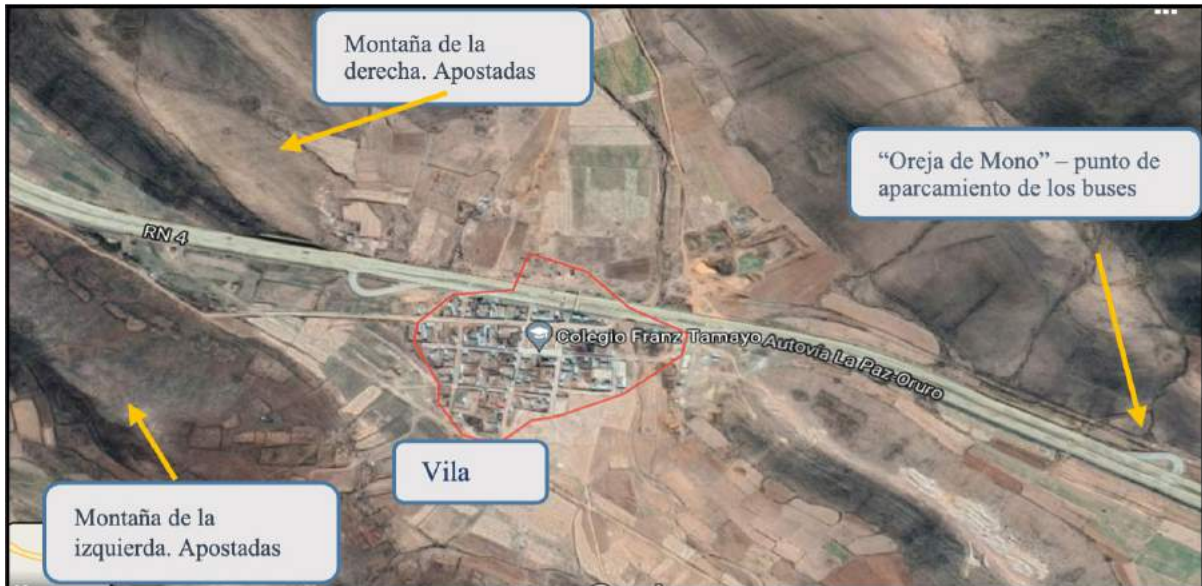 Montaña de la
derecha. Apostadas
“Oreja de Mono” – punto de
aparcamiento de los buses
RN 4
Colegio Franz Tamayo
Autovía La Paz-Oruro
Vila
Montaña de la
izquierda. Apostadas